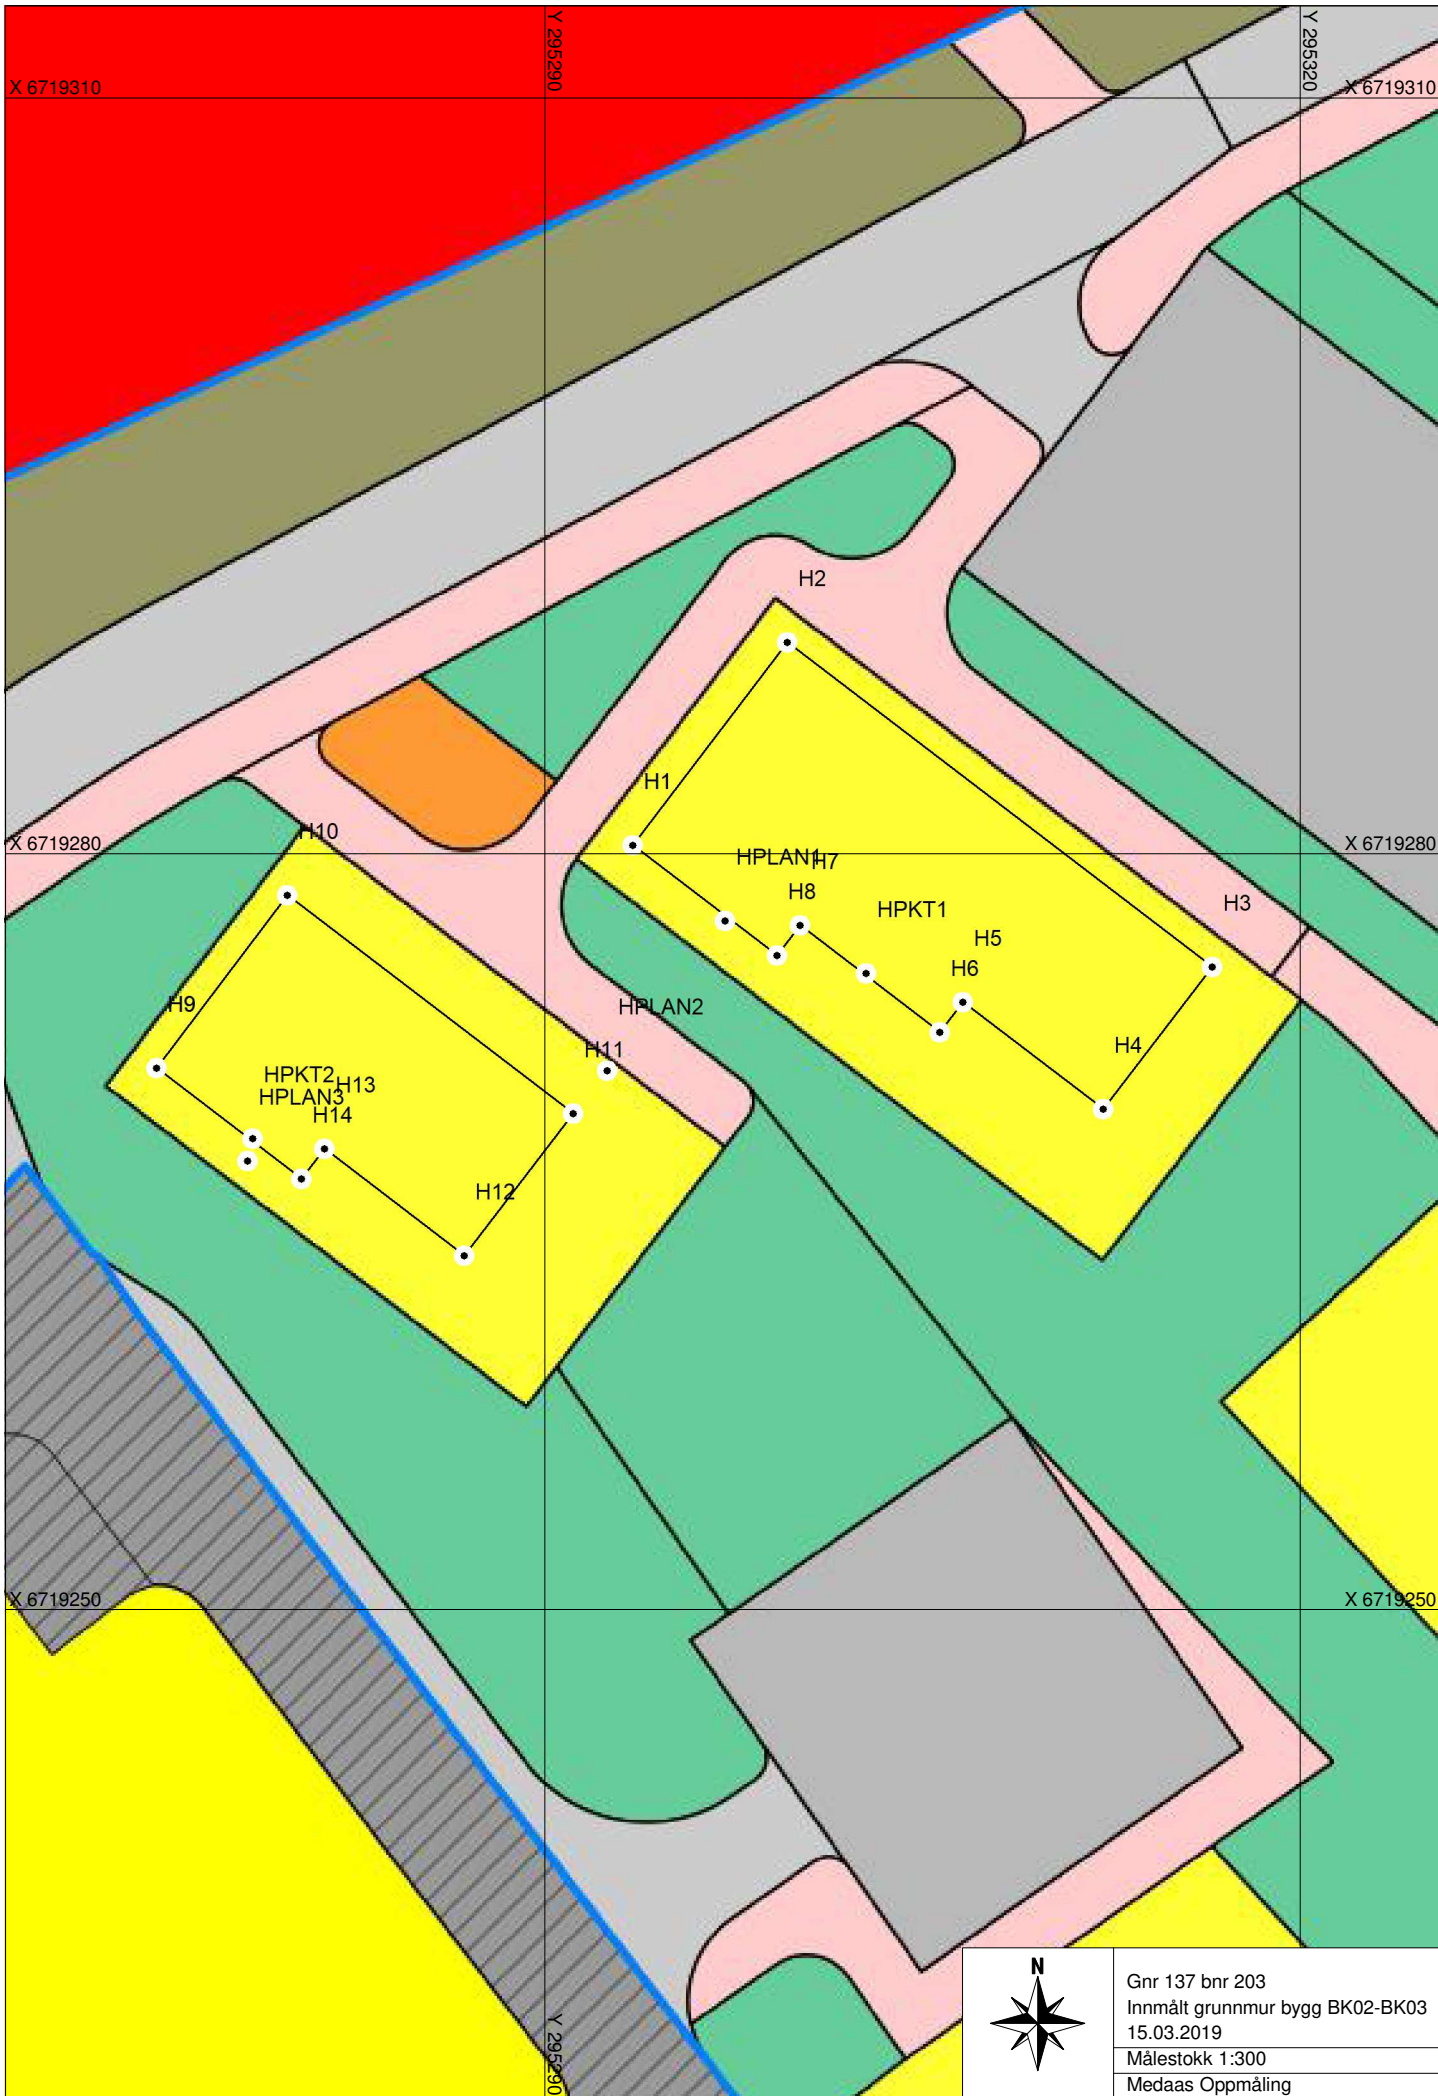 Y 295290
Y 295320
X 6719310
X 6719310
H2
H1
H10
X 6719280
X 6719280
HPLAN1
H7
H8
H3
HPKT1
H5
H6
H9
HPLAN2
H4
H11
HPKT2
H13
HPLAN3
H14
H12
X 6719250
X 6719250
Y 295290
N
Gnr 137 bnr 203
Innmålt grunnmur bygg BK02-BK03
15.03.2019
Målestokk 1:300
Medaas Oppmåling